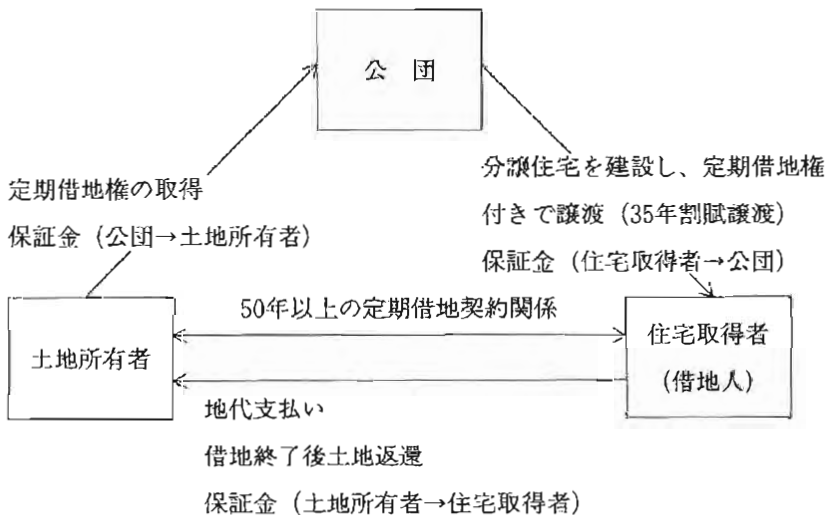 公　団
定期借地権の取得
保証金（公団→土地所有者）
分譲住宅を建設し、定期借地権
付きで譲渡（35年割賦譲渡）
保証金（住宅取得者→公団）
50年以上の定期借地契約関係
土地所有者
住宅取得者
（借地人）
地代支払い
借地終了後土地返還
保証金（土地所有者→住宅取得者）